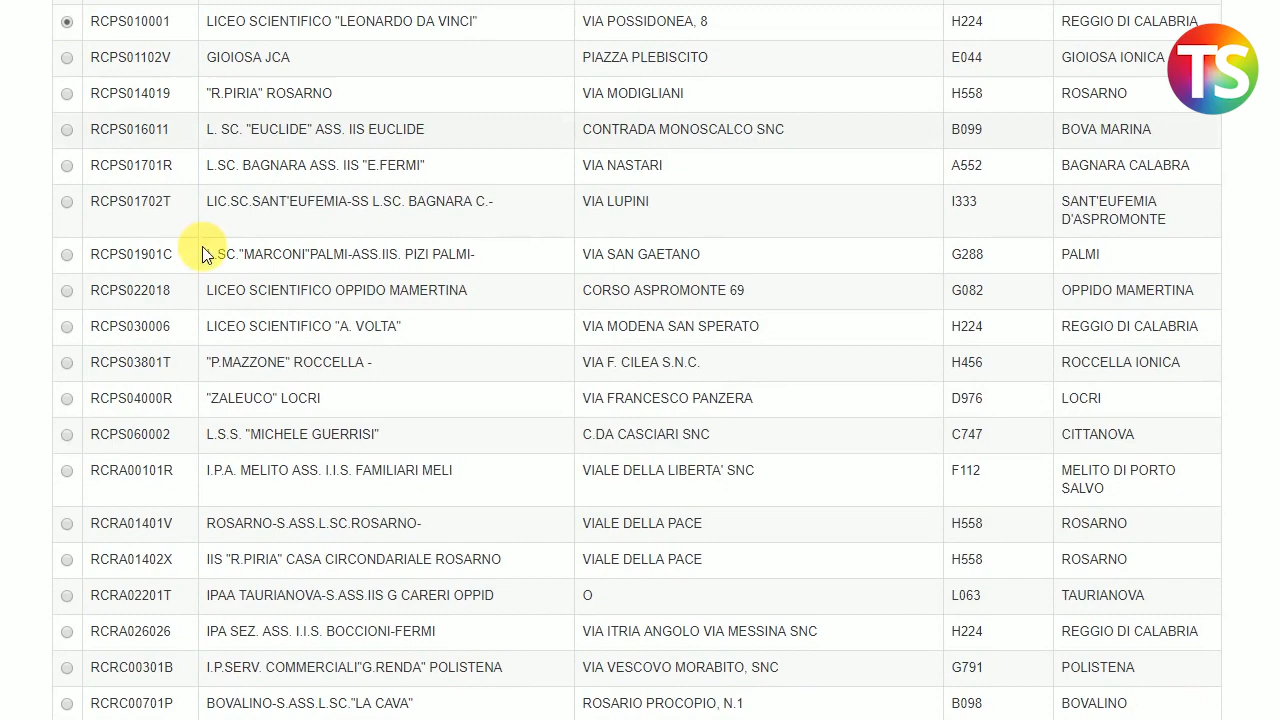 RCPS010001 LICEO SCIENTIFICO "LEONARDO DA VINCI" VIA POSSIDONEA, 8 H224 REGGIO DI CALABRIA
TS
RCPS01102V GIOIOSA JCA PIAZZA PLEBISCITO E044 GIOIOSA IONICA
RCPS014019 "R.PIRIA" ROSARNO VIA MODIGLIANI H558 ROSARNO
RCPS016011 L. SC. "EUCLIDE" ASS. IIS EUCLIDE CONTRADA MONOSCALCO SNC B099 BOVA MARINA
RCPS01701R L.SC. BAGNARA ASS. IIS "E.FERMI" VIA NASTARI A552 BAGNARA CALABRA
RCPS01702T LIC.SC.SANT'EUFEMIA-SS L.SC. BAGNARA C.- VIA LUPINI I333 SANT'EUFEMIA
D'ASPROMONTE
RCPS01901C L.SC."MARCONI"PALMI-ASS.IIS. PIZI PALMI- VIA SAN GAETANO G288 PALMI
RCPS022018 LICEO SCIENTIFICO OPPIDO MAMERTINA CORSO ASPROMONTE 69 G082 OPPIDO MAMERTINA
RCPS030006 LICEO SCIENTIFICO "A. VOLTA" VIA MODENA SAN SPERATO H224 REGGIO DI CALABRIA
RCPS03801T "P.MAZZONE" ROCCELLA - VIA F. CILEA S.N.C. H456 ROCCELLA IONICA
RCPS04000R "ZALEUCO" LOCRI VIA FRANCESCO PANZERA D976 LOCRI
RCPS060002 L.S.S. "MICHELE GUERRISI" C.DA CASCIARI SNC C747 CITTANOVA
RCRA00101R I.P.A. MELITO ASS. I.I.S. FAMILIARI MELI VIALE DELLA LIBERTA' SNC F112 MELITO DI PORTO
SALVO
RCRA01401V ROSARNO-S.ASS.L.SC.ROSARNO- VIALE DELLA PACE H558 ROSARNO
RCRA01402X IIS "R.PIRIA" CASA CIRCONDARIALE ROSARNO VIALE DELLA PACE H558 ROSARNO
RCRA02201T IPAA TAURIANOVA-S.ASS.IIS G CARERI OPPID O L063 TAURIANOVA
RCRA026026 IPA SEZ. ASS. I.I.S. BOCCIONI-FERMI VIA ITRIA ANGOLO VIA MESSINA SNC H224 REGGIO DI CALABRIA
RCRC00301B I.P.SERV. COMMERCIALI"G.RENDA" POLISTENA VIA VESCOVO MORABITO, SNC G791 POLISTENA
RCRC00701P BOVALINO-S.ASS.L.SC."LA CAVA" ROSARIO PROCOPIO, N.1 B098 BOVALINO